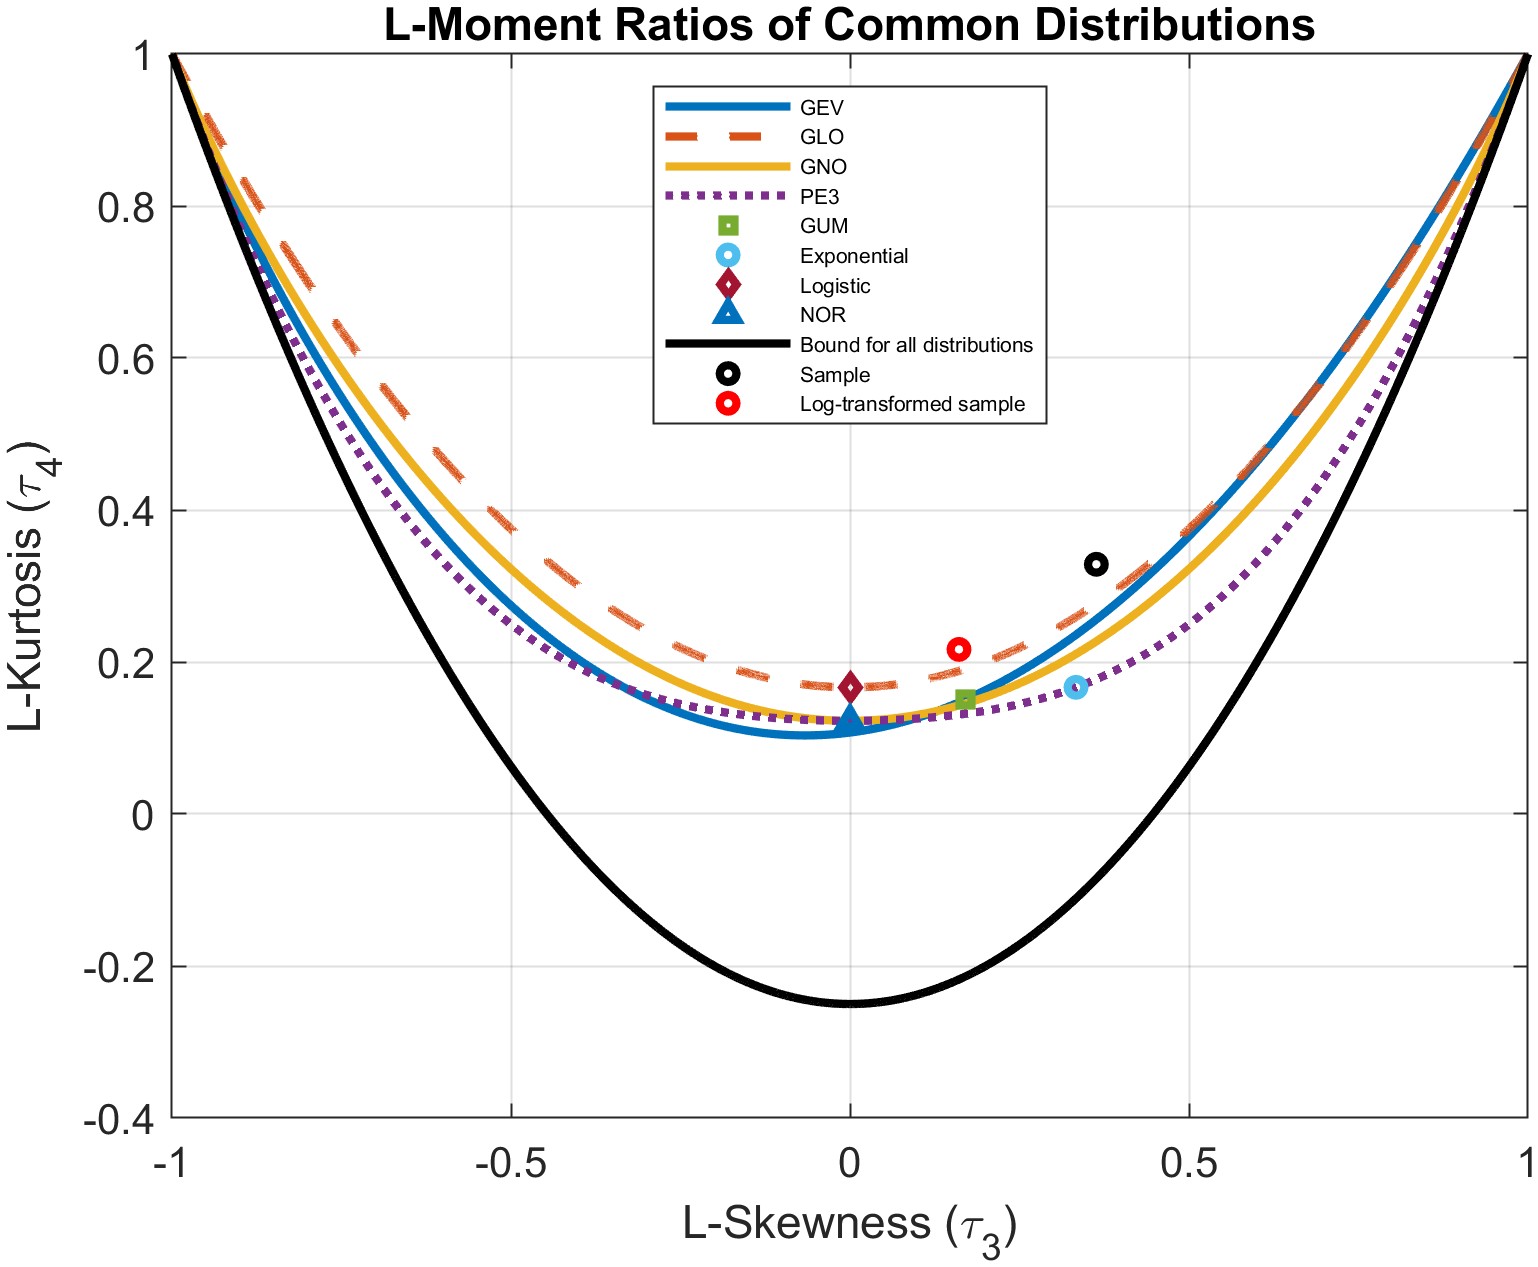 L-Moment Ratios of Common Distributions
1
0.8
0.6
0.4
0.2
0
-0.2
-0.4
L-Kurtosis (τ4)
GEV
GLO
GNO
PE3
GUM
Exponential
Logistic
NOR
Bound for all distributions
Sample
Log-transformed sample
-1 -0.5 0 0.5 1
L-Skewness (τ3)